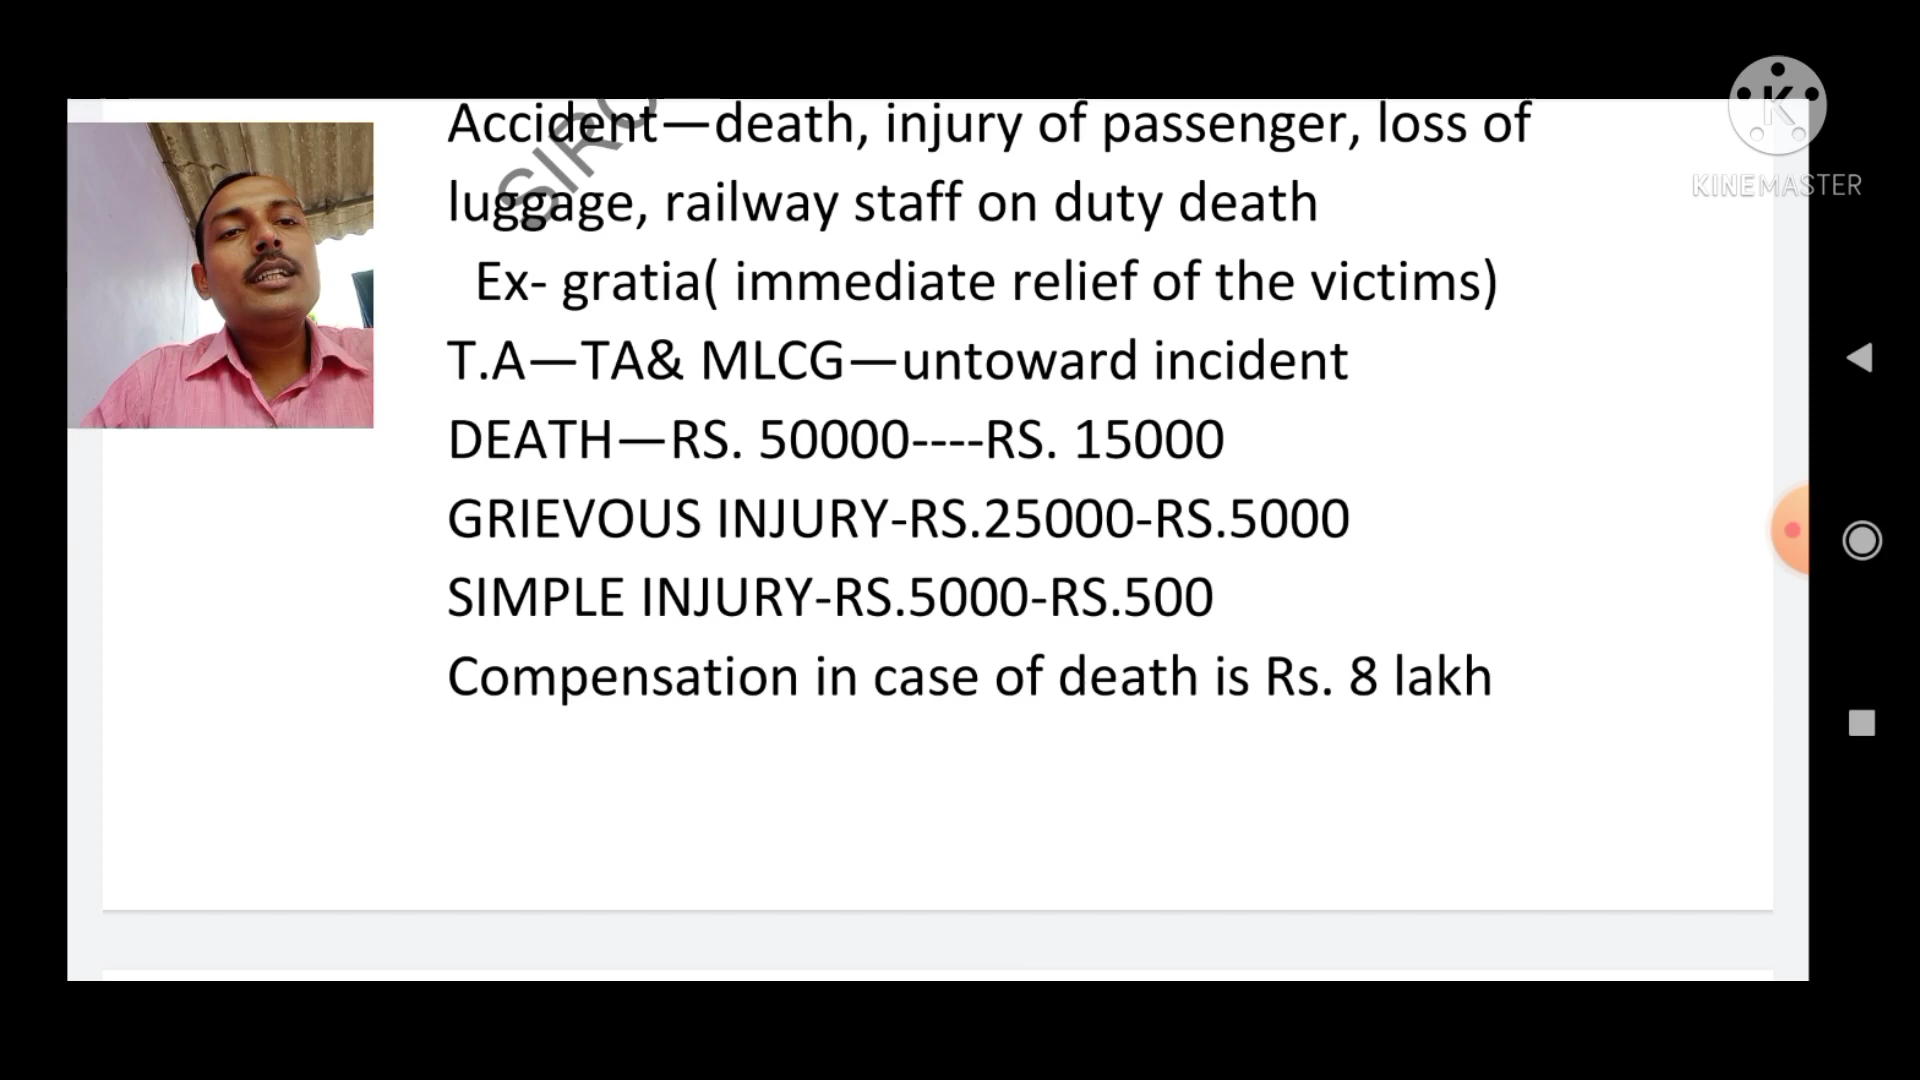 Accident—death, injury of passenger, loss of
luggage, railway staff on duty death
Ex- gratia( immediate relief of the victims)
T.A—TA& MLCG—untoward incident
DEATH—RS. 50000----RS. 15000
GRIEVOUS INJURY-RS.25000-RS.5000
SIMPLE INJURY-RS.5000-RS.500
Compensation in case of death is Rs. 8 lakh
K
KINEMASTER